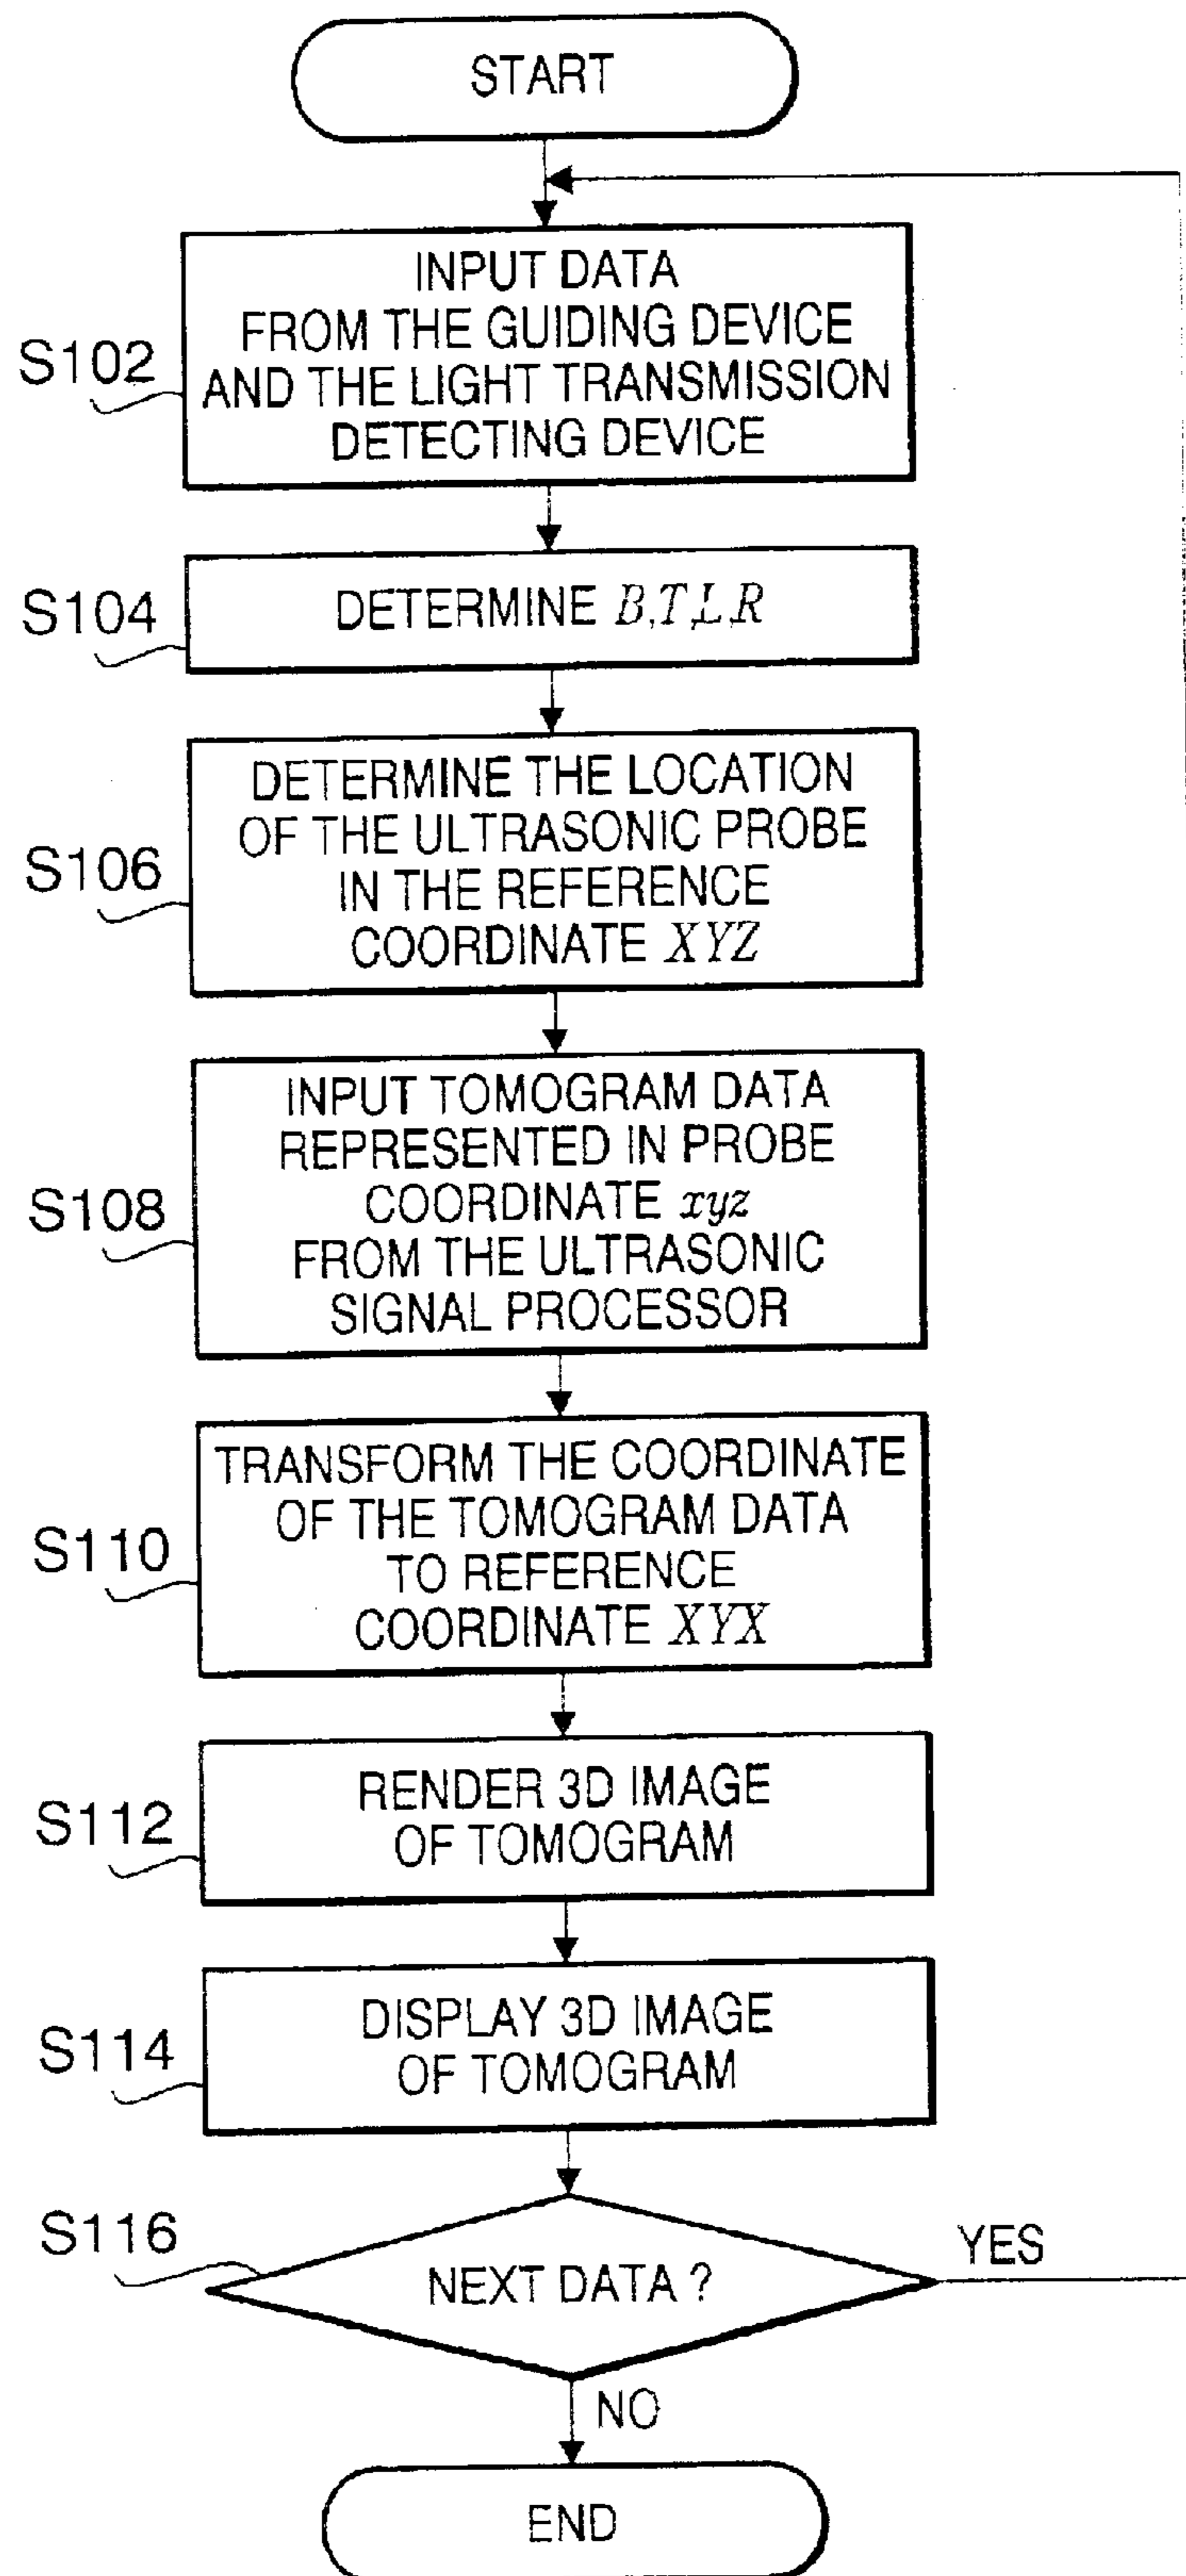 START
INPUT DATA
FROM THE GUIDING DEVICE
S102
AND THE LIGHT TRANSMISSION
DETECTING DEVICE
S104
DETERMINE B,T,L,R
DETERMINE THE LOCATION
OF THE ULTRASONIC PROBE
S106
IN THE REFERENCE
COORDINATE XYZ
INPUT TOMOGRAM DATA
REPRESENTED IN PROBE
S108
COORDINATE xyz
FROM THE ULTRASONIC
SIGNAL PROCESSOR
TRANSFORM THE COORDINATE
OF THE TOMOGRAM DATA
S110
TO REFERENCE
COORDINATE XYX
RENDER 3D IMAGE
S112
OF TOMOGRAM
DISPLAY 3D IMAGE
S114
OF TOMOGRAM
S116
NEXT DATA ?
YES
NO
END